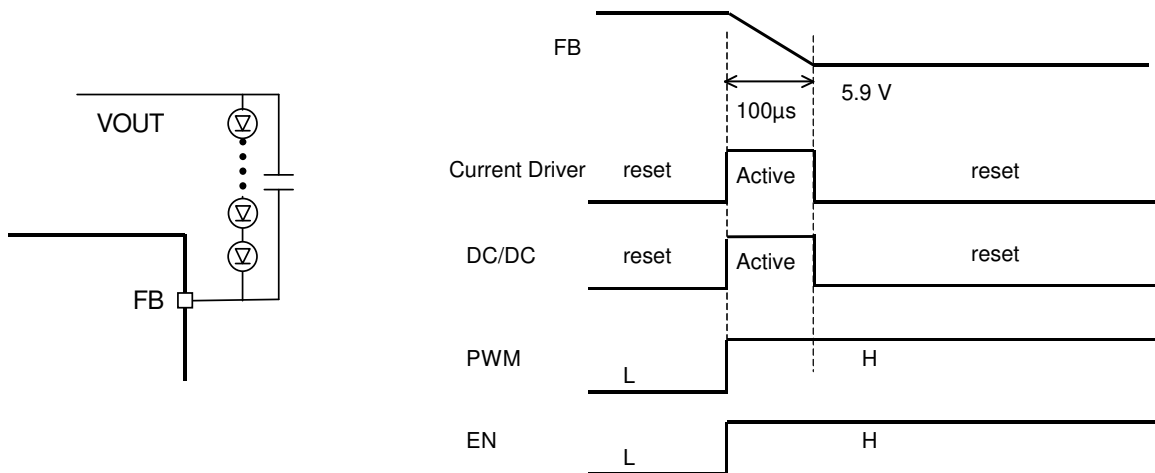 VOUT
FB
FB
5.9 V
100µs
Current Driver reset Active reset
DC/DC reset Active reset
PWM L H
EN L H